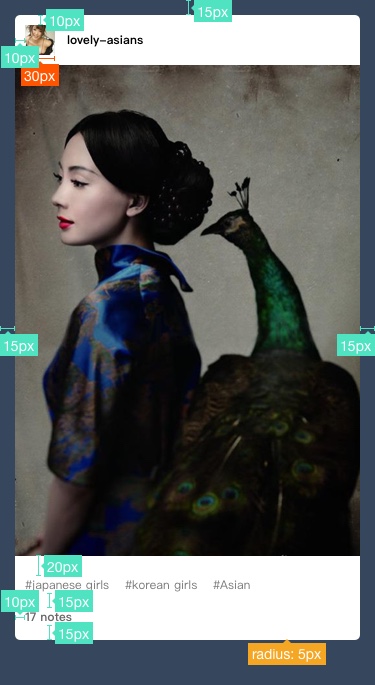 15px
10px
lovely-asians
10px
30px
15px
15px
20px
#japanese girls #korean girls #Asian
10px
15px
17 notes
15px
radius: 5px